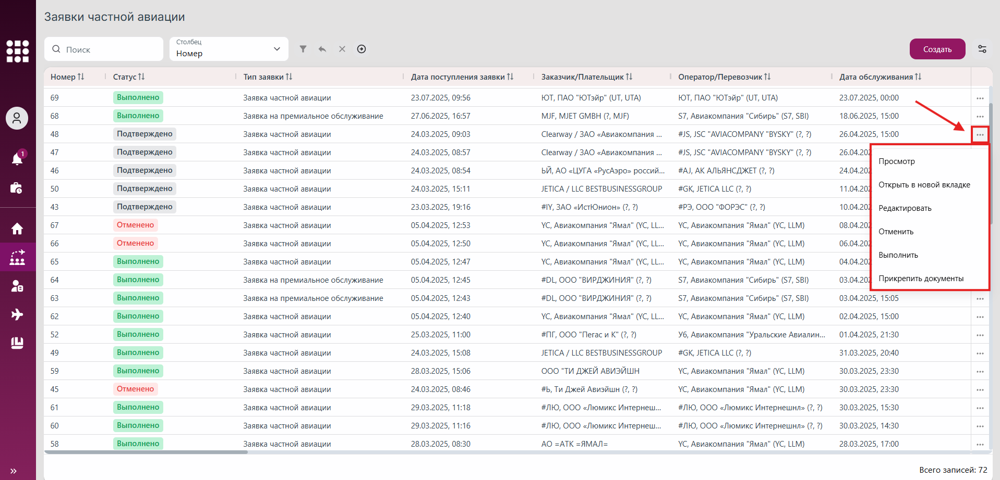 Заявки частной авиации
Поиск
Столбец
Номер
Создать
Номер Статус Тип заявки Дата поступления заявки Заказчик/Плательщик Оператор/Перевозчик Дата обслуживания
69 Выполнено Заявка частной авиации 23.07.2025, 09:56 ЮТ, ПАО "ЮТэйр" (UT, UTA) ЮТ, ПАО "ЮТэйр" (UT, UTA) 23.07.2025, 00:00 ...
68 Выполнено Заявка на премиальное обслуживание 27.06.2025, 16:57 MJF, MJET GMBH (?, MJF) S7, Авиакомпания "Сибирь" (S7, SBI) 18.06.2025, 15:00 ...
48 Подтверждено Заявка частной авиации 24.03.2025, 09:03 Clearway / ЗАО «Авиакомпания ... #JS, JSC "AVIACOMPANY "BYSKY" (?, ?) 26.04.2025, 15:00 ...
47 Подтверждено Заявка частной авиации 24.03.2025, 08:57 Clearway / ЗАО «Авиакомпания ... #JS, JSC "AVIACOMPANY "BYSKY" (?, ?) 26.04.202
Просмотр
46 Подтверждено Заявка частной авиации 24.03.2025, 08:54 ЬЙ, АО «ЦУГА «РусАэро» россий... #AJ, АК АЛЬЯНСДЖЕТ (?, ?) 24.04.202
Открыть в новой вкладке
50 Подтверждено Заявка частной авиации 24.03.2025, 15:11 JETICA / LLC BESTBUSINESSGROUP #GK, JETICA LLC (?, ?) 11.04.202
43 Подтверждено Заявка частной авиации 23.03.2025, 19:16 #IY, ЗАО «ИстЮнион» (?, ?) #РЭ, ООО "ФОРЭС" (?, ?) 10.04.202
Редактировать
67 Отменено Заявка частной авиации 05.04.2025, 12:53 YC, Авиакомпания "Ямал" (YC, LL... YC, Авиакомпания "Ямал" (YC, LLM) 08.04.202
Отменить
66 Отменено Заявка частной авиации 05.04.2025, 12:50 YC, Авиакомпания "Ямал" (YC, LL... YC, Авиакомпания "Ямал" (YC, LLM) 06.04.202
Выполнить
65 Выполнено Заявка частной авиации 05.04.2025, 12:47 YC, Авиакомпания "Ямал" (YC, LL... YC, Авиакомпания "Ямал" (YC, LLM) 04.04.202
64 Выполнено Заявка на премиальное обслуживание 05.04.2025, 12:45 #DL, ООО "ВИРДЖИНИЯ" (?, ?) S7, Авиакомпания "Сибирь" (S7, SBI) 03.04.202
Прикрепить документы
63 Выполнено Заявка на премиальное обслуживание 05.04.2025, 12:43 #DL, ООО "ВИРДЖИНИЯ" (?, ?) S7, Авиакомпания "Сибирь" (S7, SBI) 03.04.2025, 15:05 ...
62 Выполнено Заявка частной авиации 05.04.2025, 12:40 YC, Авиакомпания "Ямал" (YC, LL... YC, Авиакомпания "Ямал" (YC, LLM) 02.04.2025, 15:00 ...
52 Выполнено Заявка частной авиации 25.03.2025, 11:00 #ПГ, ООО "Пегас и К" (?, ?) У6, Авиакомпания "Уральские Авиалин... 01.04.2025, 21:30 ...
49 Выполнено Заявка частной авиации 24.03.2025, 15:08 JETICA / LLC BESTBUSINESSGROUP #GK, JETICA LLC (?, ?) 31.03.2025, 20:40 ...
59 Выполнено Заявка частной авиации 28.03.2025, 15:06 ООО "ТИ ДЖЕЙ АВИЭЙШН YC, Авиакомпания "Ямал" (YC, LLM) 30.03.2025, 23:30 ...
45 Отменено Заявка частной авиации 24.03.2025, 08:46 #Ь, Ти Джей Авиэйшн (?, ?) YC, Авиакомпания "Ямал" (YC, LLM) 30.03.2025, 23:30 ...
61 Выполнено Заявка частной авиации 29.03.2025, 11:18 #ЛЮ, ООО «Люмикс Интернеш... #ЛЮ, ООО «Люмикс Интернешнл» (?, ?) 30.03.2025, 15:30 ...
60 Выполнено Заявка частной авиации 29.03.2025, 11:16 #ЛЮ, ООО «Люмикс Интернеш... #ЛЮ, ООО «Люмикс Интернешнл» (?, ?) 30.03.2025, 14:30 ...
58 Выполнено Заявка частной авиации 28.03.2025, 08:30 АО =АТК =ЯМАЛ= YC, Авиакомпания "Ямал" (YC, LLM) 28.03.2025, 17:00 ...
Всего записей: 72
1